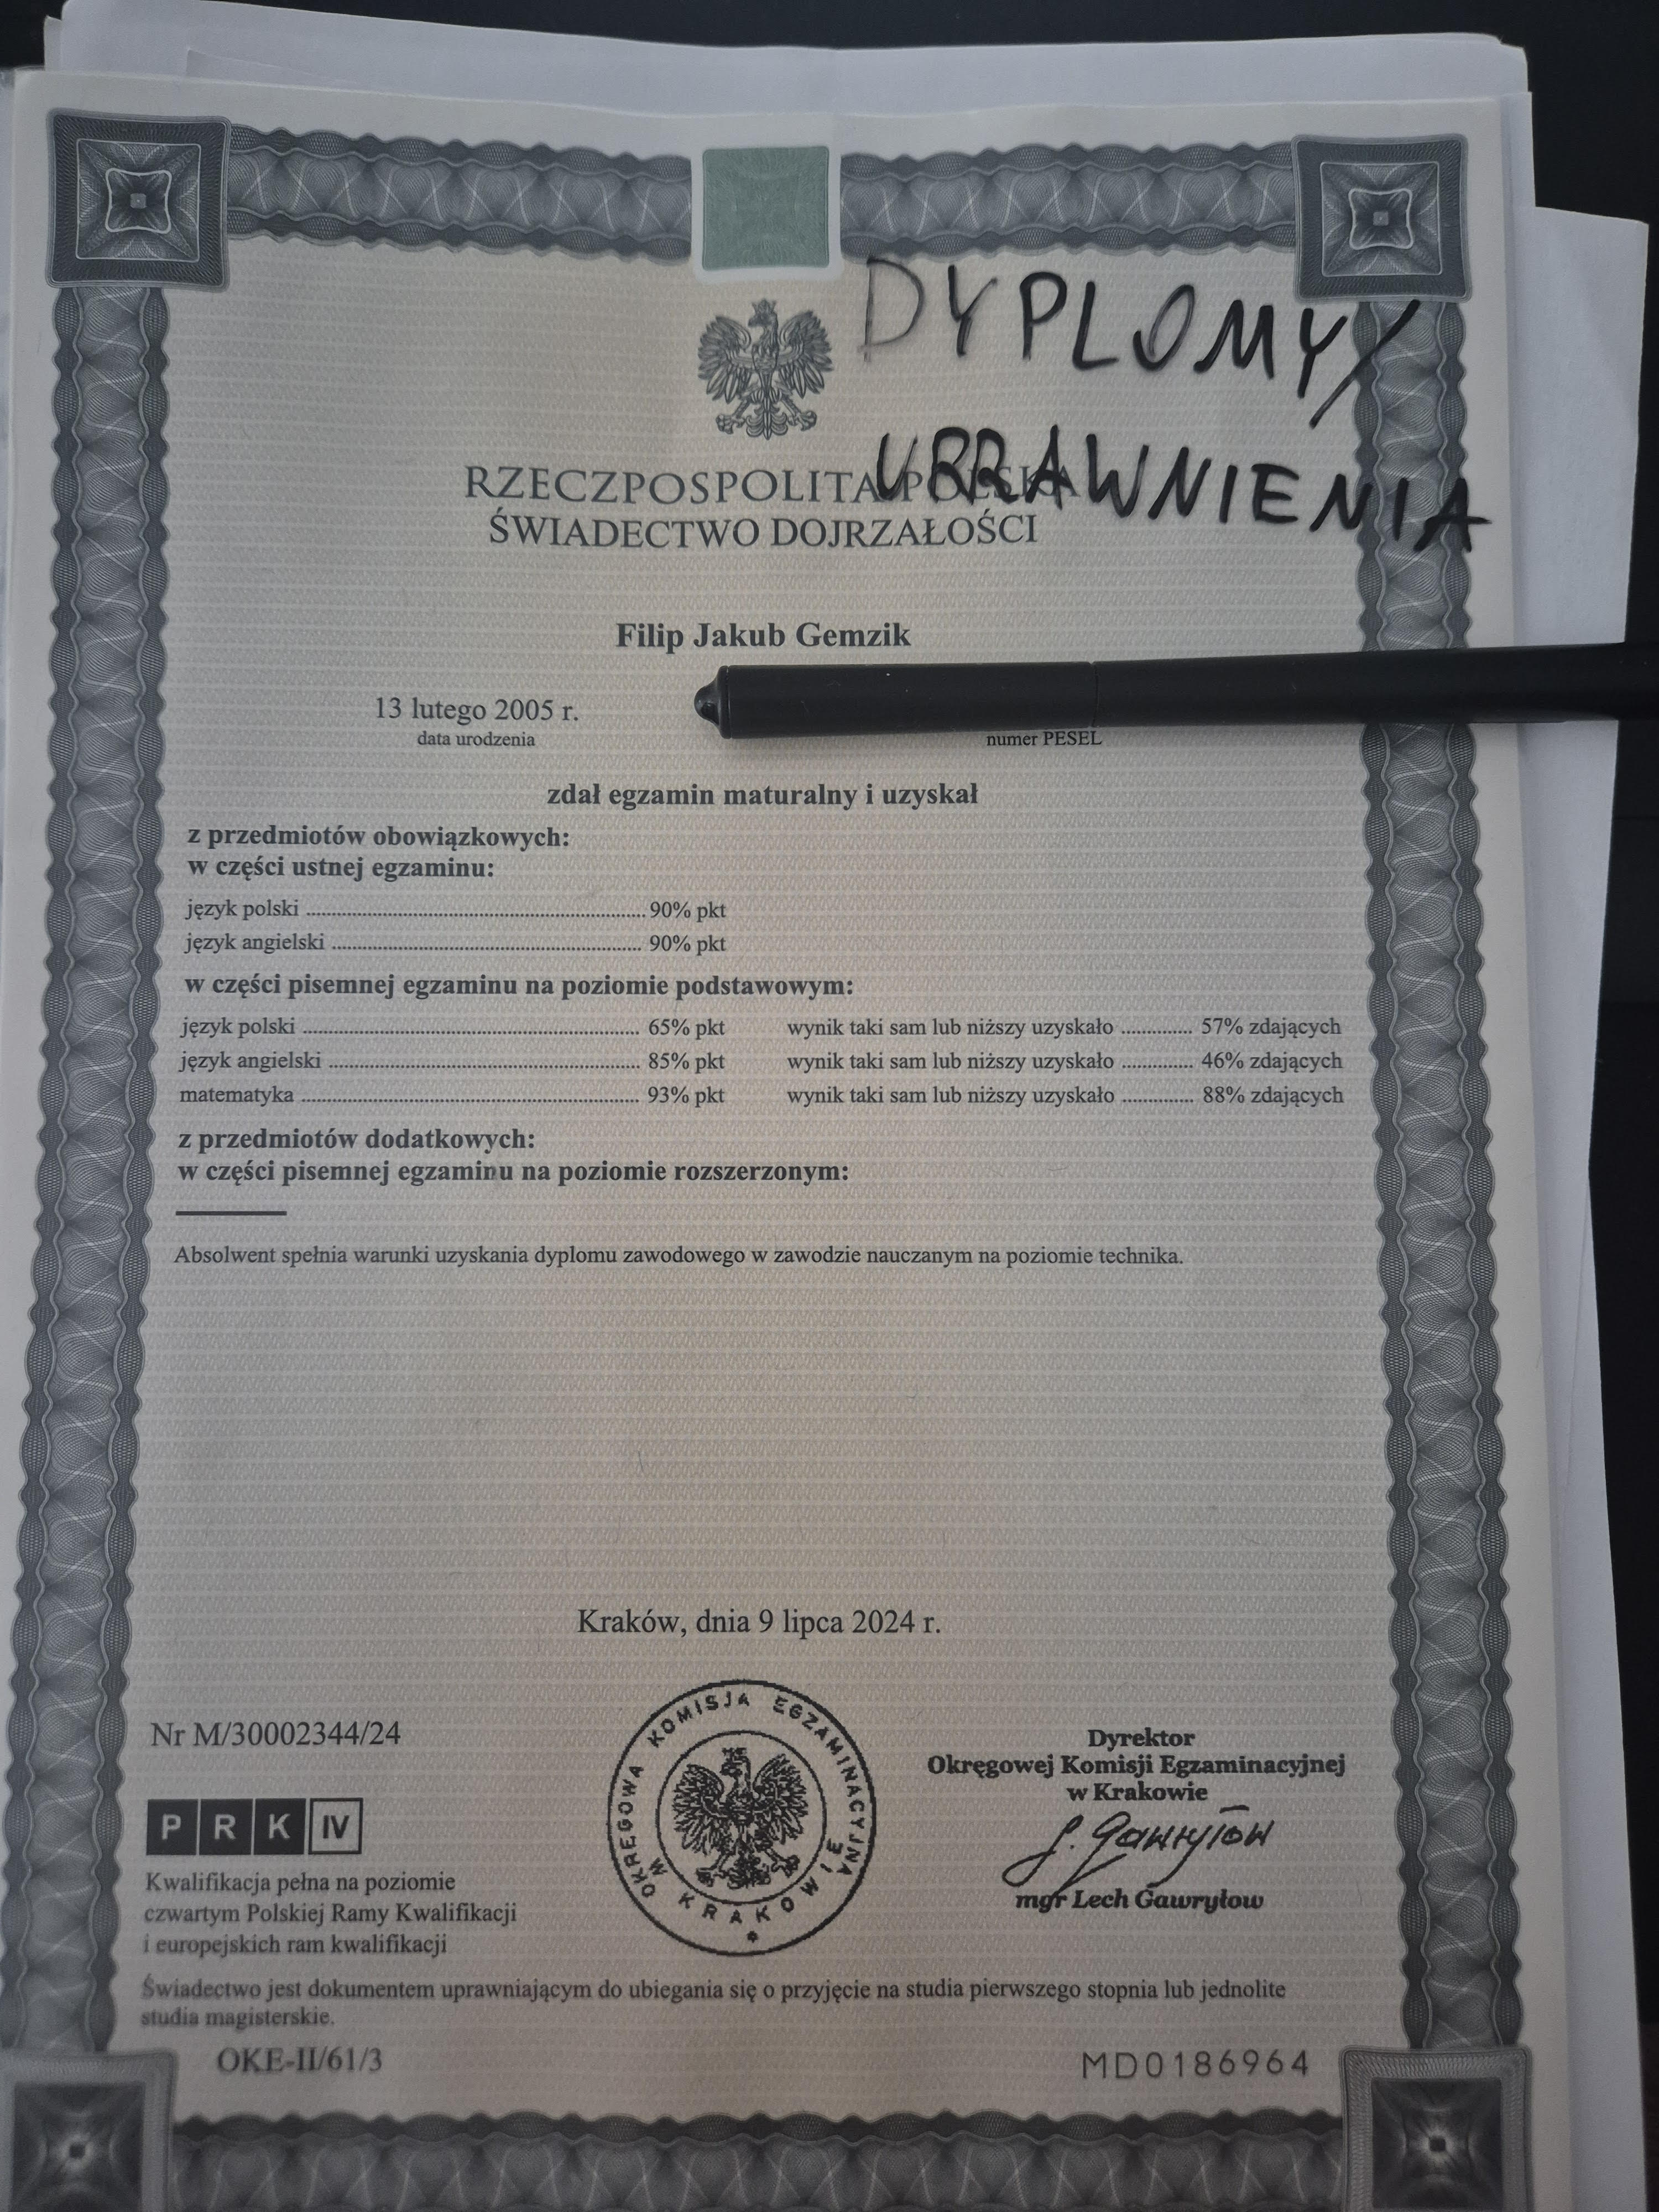 DYPLOMY/
UPRAWNIENIA
RZECZPOSPOLITA POLSKA
ŚWIADECTWO DOJRZAŁOŚCI
Filip Jakub Gemzik
13 lutego 2005 r.
data urodzenia
numer PESEL
zdał egzamin maturalny i uzyskał
z przedmiotów obowiązkowych:
w części ustnej egzaminu:
język polski ........................ 90% pkt
język angielski ........................ 90% pkt
w części pisemnej egzaminu na poziomie podstawowym:
język polski ........................ 65% pkt wynik taki sam lub niższy uzyskało ............. 57% zdających
język angielski ........................ 85% pkt wynik taki sam lub niższy uzyskało ............. 46% zdających
matematyka ........................ 93% pkt wynik taki sam lub niższy uzyskało ............. 88% zdających
z przedmiotów dodatkowych:
w części pisemnej egzaminu na poziomie rozszerzonym:
Absolwent spełnia warunki uzyskania dyplomu zawodowego w zawodzie nauczanym na poziomie technika.
Kraków, dnia 9 lipca 2024 r.
Nr M/30002344/24
PRK IV
Kwalifikacja pełna na poziomie
czwartym Polskiej Ramy Kwalifikacji
i europejskich ram kwalifikacji
OKRĘGOWA KOMISJA EGZAMINACYJNA
W KRAKOWIE
Dyrektor
Okręgowej Komisji Egzaminacyjnej
w Krakowie
L. Gawryłow
mgr Lech Gawryłow
Świadectwo jest dokumentem uprawniającym do ubiegania się o przyjęcie na studia pierwszego stopnia lub jednolite
studia magisterskie.
OKE-II/61/3
MD0186964